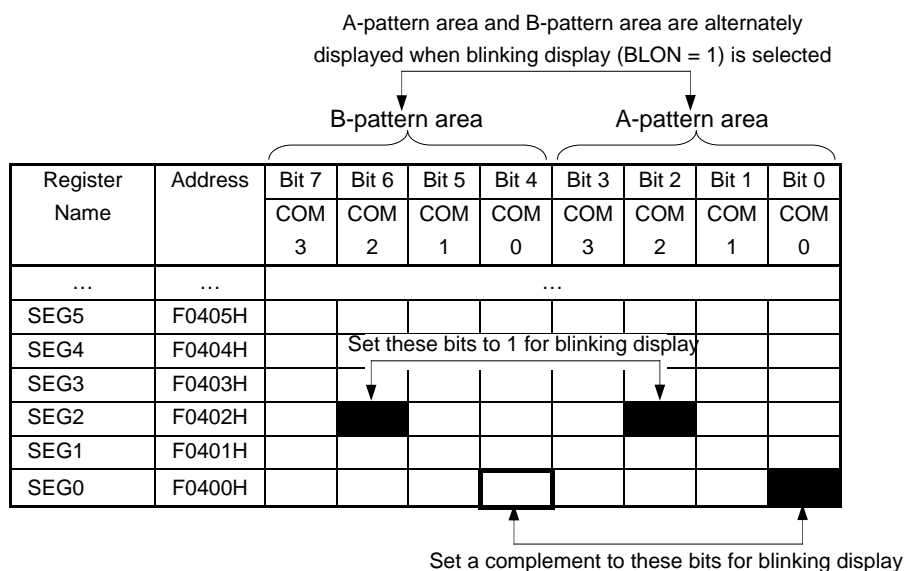 A-pattern area and B-pattern area are alternately
displayed when blinking display (BLON = 1) is selected
B-pattern area A-pattern area
Register Address Bit 7 Bit 6 Bit 5 Bit 4 Bit 3 Bit 2 Bit 1 Bit 0
Name COM COM COM COM COM COM COM COM
3 2 1 0 3 2 1 0
… … …
SEG5 F0405H
SEG4 F0404H Set these bits to 1 for blinking display
SEG3 F0403H
SEG2 F0402H
SEG1 F0401H
SEG0 F0400H
Set a complement to these bits for blinking display